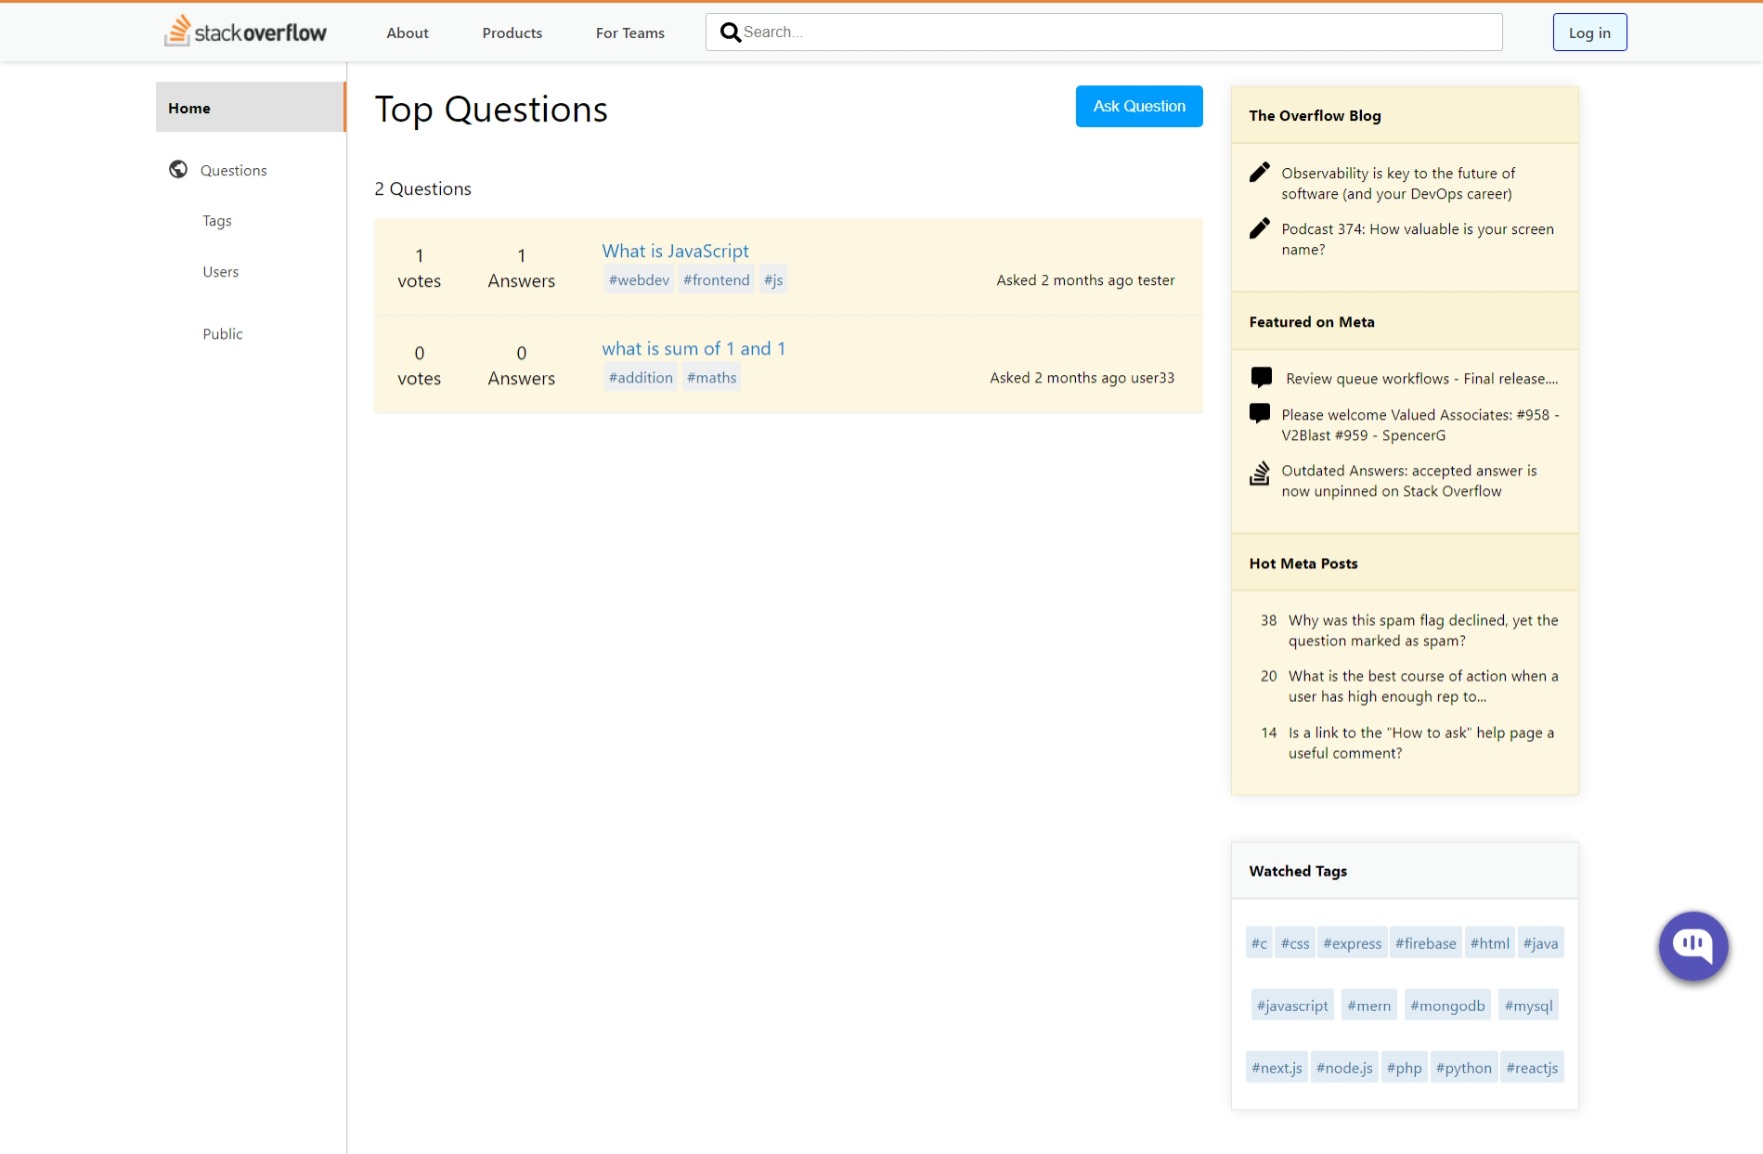 stackoverflow
About
Products
For Teams
Search...
Log in
Home
Questions
Tags
Users
Public
Top Questions
Ask Question
2 Questions
1
votes
1
Answers
What is JavaScript
#webdev #frontend #js
Asked 2 months ago tester
0
votes
0
Answers
what is sum of 1 and 1
#addition #maths
Asked 2 months ago user33
The Overflow Blog
Observability is key to the future of
software (and your DevOps career)
Podcast 374: How valuable is your screen
name?
Featured on Meta
Review queue workflows - Final release....
Please welcome Valued Associates: #958 -
V2Blast #959 - SpencerG
Outdated Answers: accepted answer is
now unpinned on Stack Overflow
Hot Meta Posts
38 Why was this spam flag declined, yet the
question marked as spam?
20 What is the best course of action when a
user has high enough rep to...
14 Is a link to the "How to ask" help page a
useful comment?
Watched Tags
#c #css #express #firebase #html #java
#javascript #mern #mongodb #mysql
#next.js #node.js #php #python #reactjs